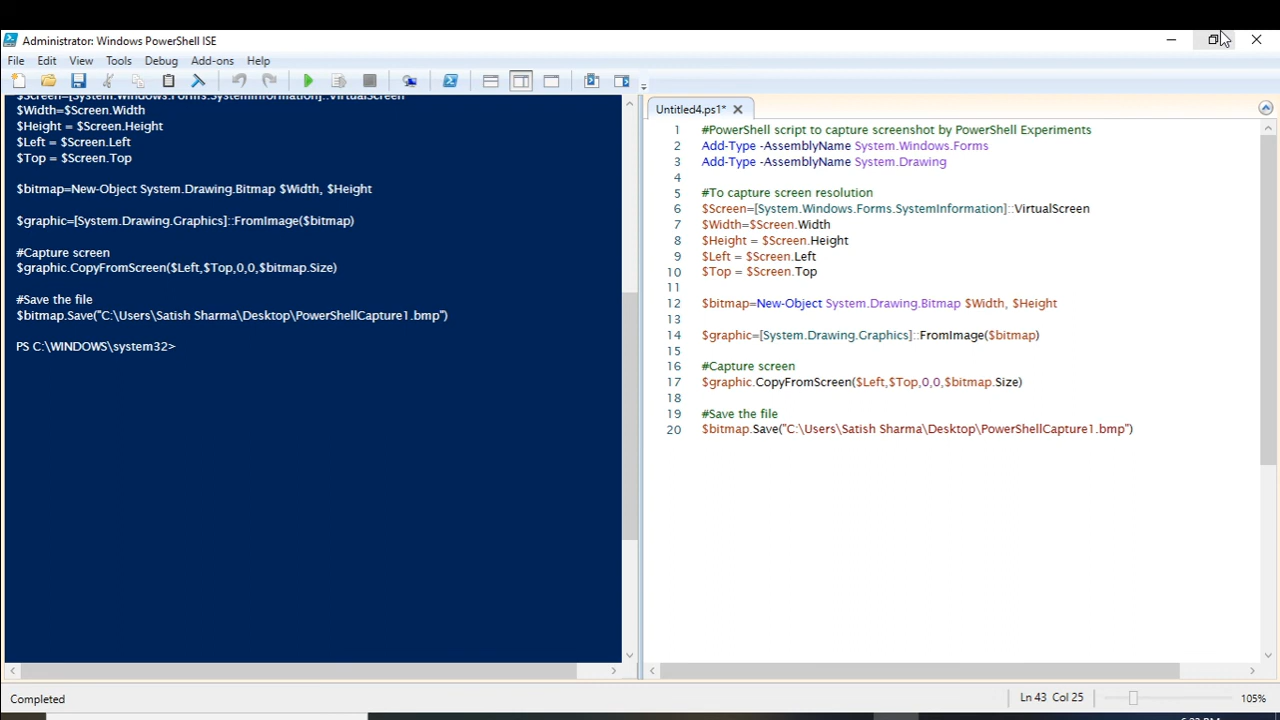 Administrator: Windows PowerShell ISE
File Edit View Tools Debug Add-ons Help
$Screen=[System.Windows.Forms.SystemInformation]::VirtualScreen
$Width=$Screen.Width
$Height = $Screen.Height
$Left = $Screen.Left
$Top = $Screen.Top
$bitmap=New-Object System.Drawing.Bitmap $Width, $Height
$graphic=[System.Drawing.Graphics]::FromImage($bitmap)
#Capture screen
$graphic.CopyFromScreen($Left,$Top,0,0,$bitmap.Size)
#Save the file
$bitmap.Save("C:\Users\Satish Sharma\Desktop\PowerShellCapture1.bmp")
PS C:\WINDOWS\system32>
Untitled4.ps1*
1 #PowerShell script to capture screenshot by PowerShell Experiments
2 Add-Type -AssemblyName System.Windows.Forms
3 Add-Type -AssemblyName System.Drawing
4
5 #To capture screen resolution
6 $Screen=[System.Windows.Forms.SystemInformation]::VirtualScreen
7 $Width=$Screen.Width
8 $Height = $Screen.Height
9 $Left = $Screen.Left
10 $Top = $Screen.Top
11
12 $bitmap=New-Object System.Drawing.Bitmap $Width, $Height
13
14 $graphic=[System.Drawing.Graphics]::FromImage($bitmap)
15
16 #Capture screen
17 $graphic.CopyFromScreen($Left,$Top,0,0,$bitmap.Size)
18
19 #Save the file
20 $bitmap.Save("C:\Users\Satish Sharma\Desktop\PowerShellCapture1.bmp")
Completed
Ln 43 Col 25
105%